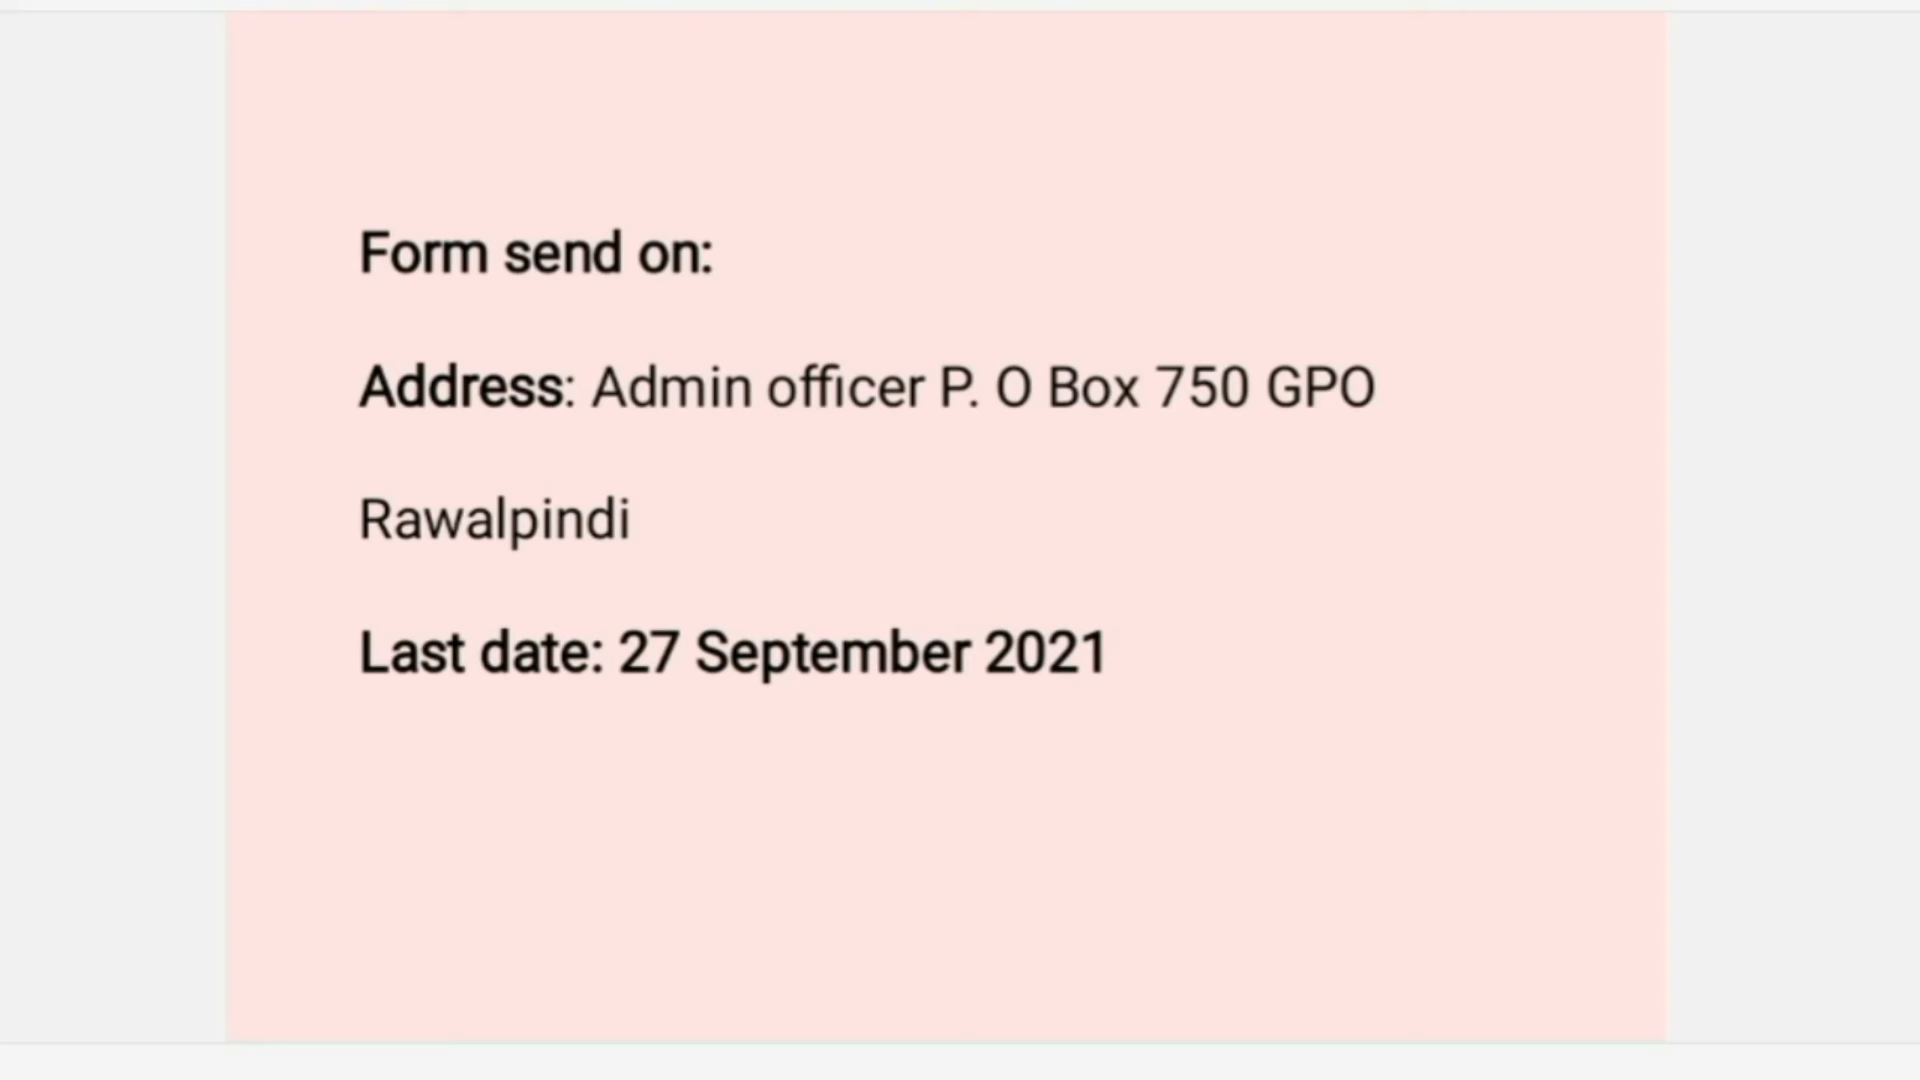 Form send on:
Address: Admin officer P. O Box 750 GPO
Rawalpindi
Last date: 27 September 2021